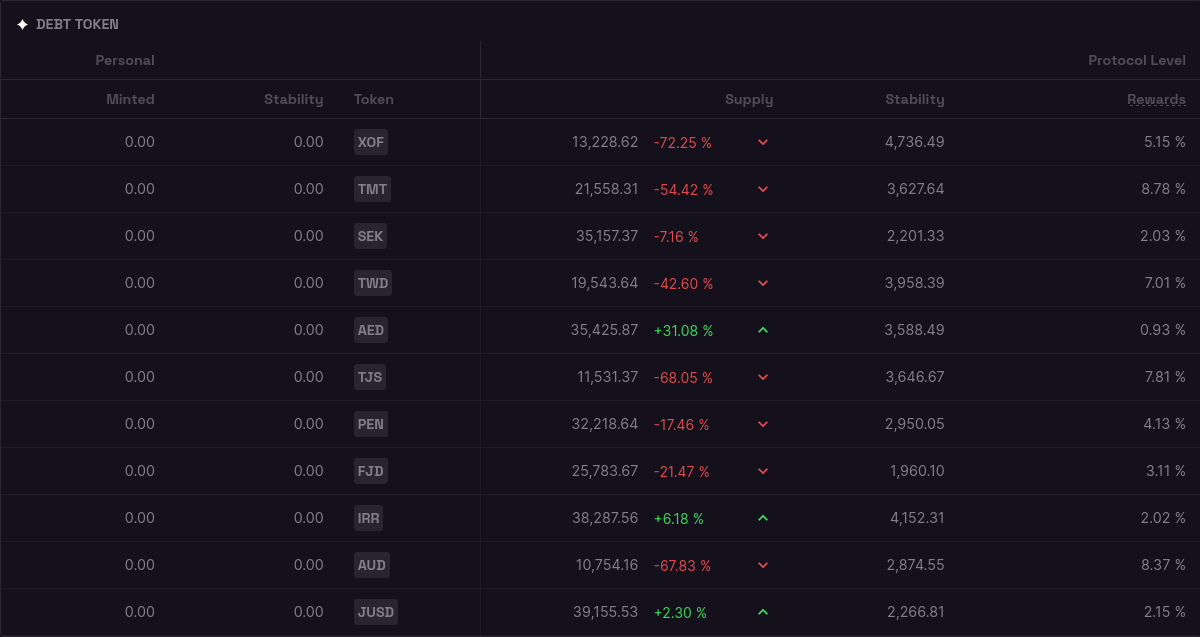 DEBT TOKEN
Personal Protocol Level
Minted Stability Token Supply Stability Rewards
0.00 0.00 XOF 13,228.62 -72.25 % 4,736.49 5.15 %
0.00 0.00 TMT 21,558.31 -54.42 % 3,627.64 8.78 %
0.00 0.00 SEK 35,157.37 -7.16 % 2,201.33 2.03 %
0.00 0.00 TWD 19,543.64 -42.60 % 3,958.39 7.01 %
0.00 0.00 AED 35,425.87 +31.08 % 3,588.49 0.93 %
0.00 0.00 TJS 11,531.37 -68.05 % 3,646.67 7.81 %
0.00 0.00 PEN 32,218.64 -17.46 % 2,950.05 4.13 %
0.00 0.00 FJD 25,783.67 -21.47 % 1,960.10 3.11 %
0.00 0.00 IRR 38,287.56 +6.18 % 4,152.31 2.02 %
0.00 0.00 AUD 10,754.16 -67.83 % 2,874.55 8.37 %
0.00 0.00 JUSD 39,155.53 +2.30 % 2,266.81 2.15 %